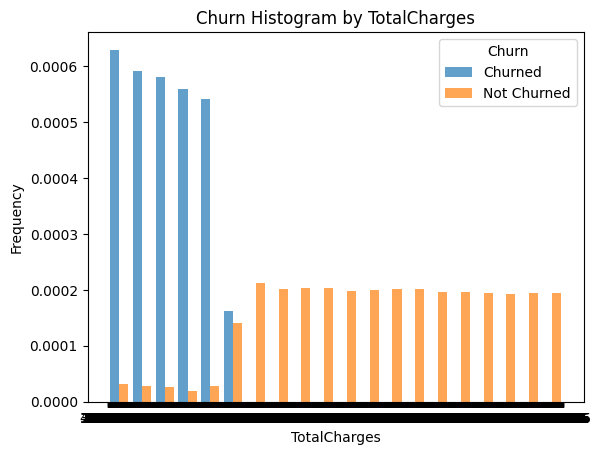 Churn Histogram by TotalCharges
Churn
Churned
Not Churned
0.0006
0.0005
0.0004
0.0003
0.0002
0.0001
0.0000
Frequency
TotalCharges